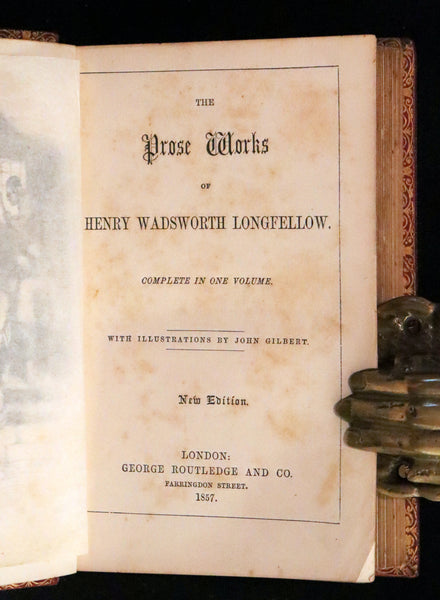 THE
Prose Works
OF
HENRY WADSWORTH LONGFELLOW.
COMPLETE IN ONE VOLUME.
WITH ILLUSTRATIONS BY JOHN GILBERT.
New Edition.
LONDON:
GEORGE ROUTLEDGE AND CO.
FARRINGDON STREET.
1857.